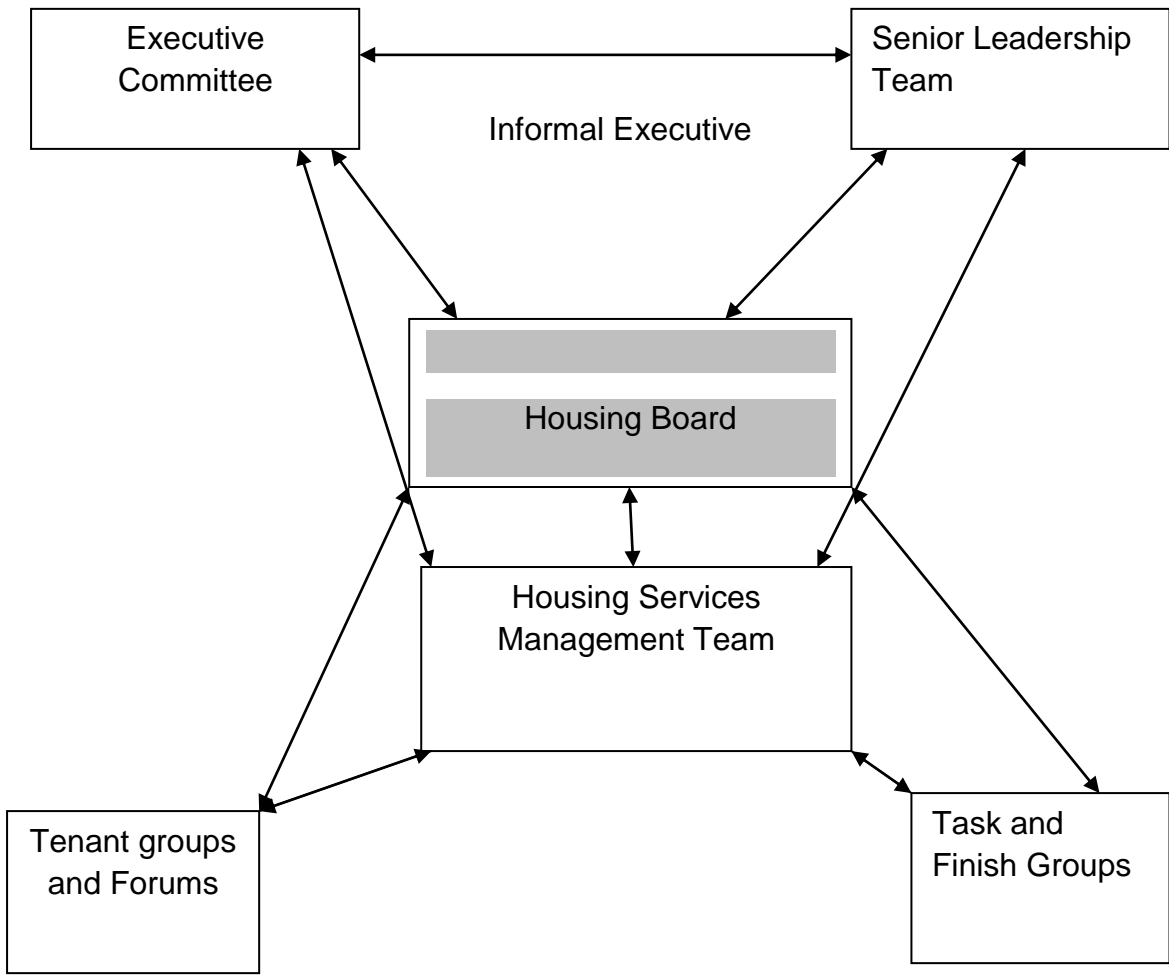 Executive
Committee
Senior Leadership
Team
Informal Executive
Housing Board
Housing Services
Management Team
Tenant groups
and Forums
Task and
Finish Groups